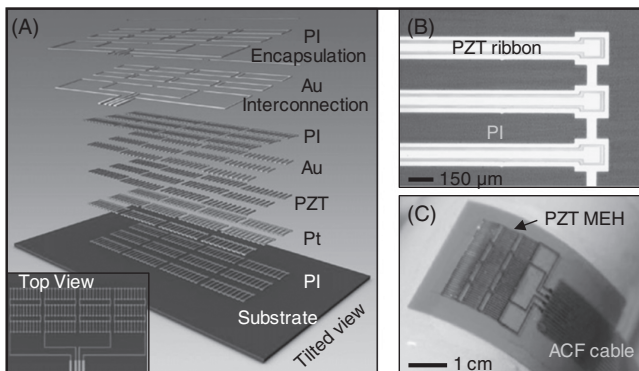 (A)
PI
Encapsulation
Au
Interconnection
PI
Au
PZT
Pt
PI
Substrate
Tilted view
Top View
(B)
PZT ribbon
PI
150 µm
(C)
PZT MEH
ACF cable
1 cm